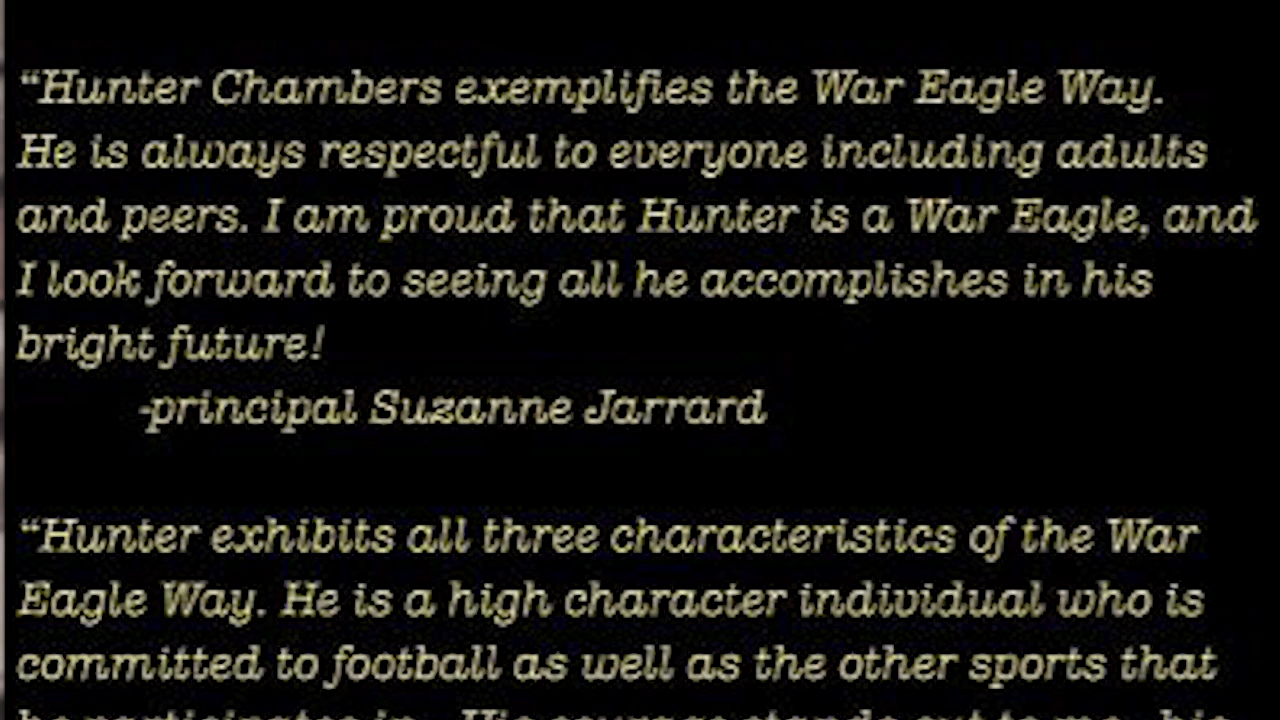 “Hunter Chambers exemplifies the War Eagle Way.
He is always respectful to everyone including adults
and peers. I am proud that Hunter is a War Eagle, and
I look forward to seeing all he accomplishes in his
bright future!
-principal Suzanne Jarrard
“Hunter exhibits all three characteristics of the War
Eagle Way. He is a high character individual who is
committed to football as well as the other sports that